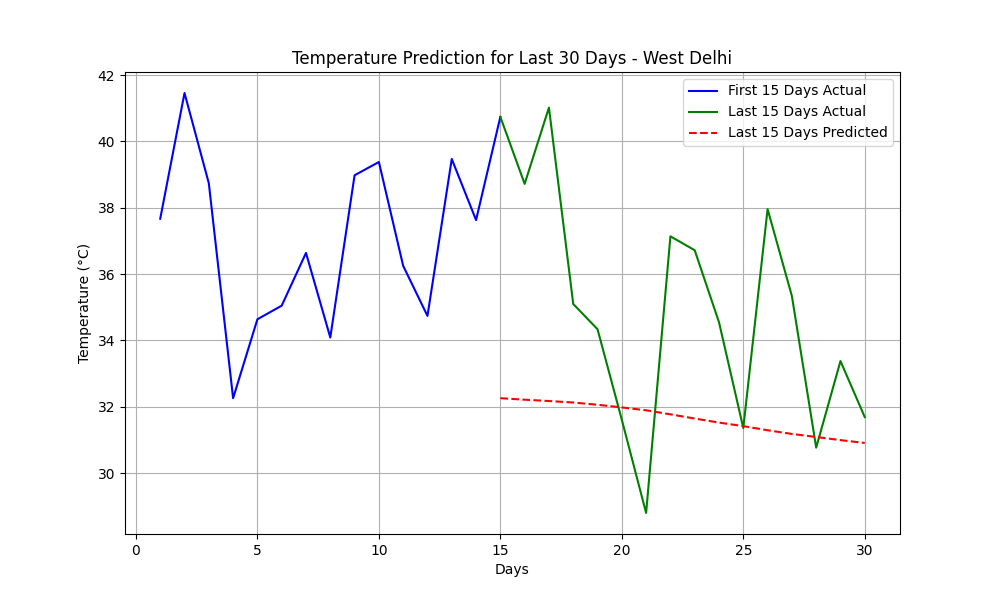 Temperature Prediction for Last 30 Days - West Delhi
First 15 Days Actual
Last 15 Days Actual
Last 15 Days Predicted
42
40
38
36
34
32
30
Temperature (°C)
0 5 10 15 20 25 30
Days